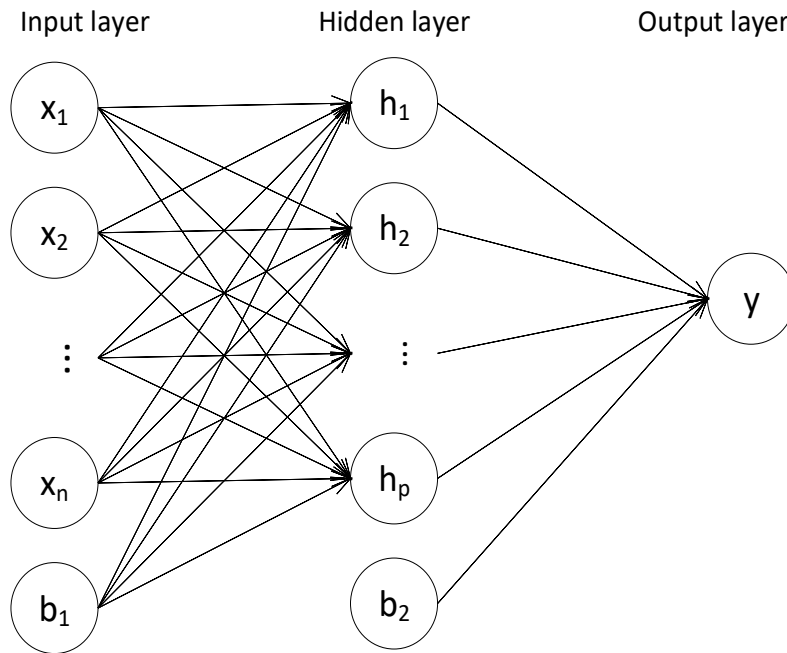 Input layer
Hidden layer
Output layer
x₁
h₁
x₂
h₂
y
⋮
⋮
xₙ
hₚ
b₁
b₂